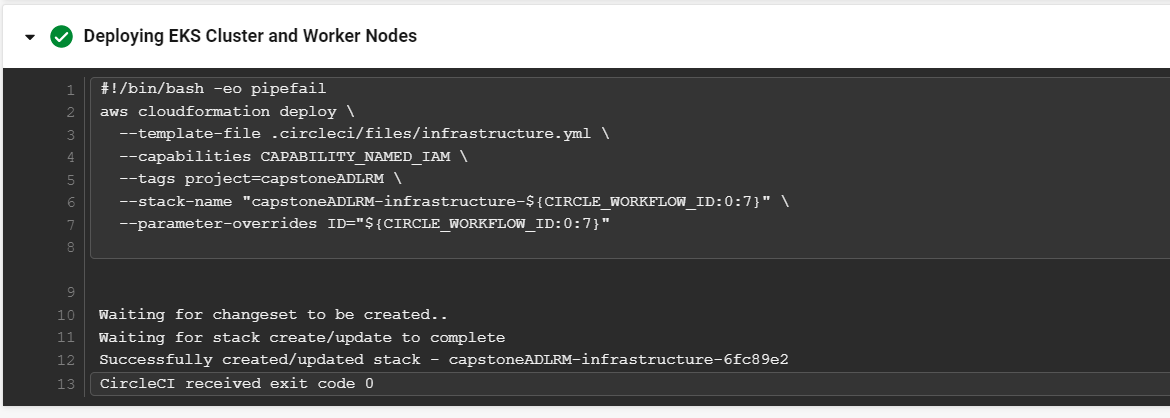 Deploying EKS Cluster and Worker Nodes
1 #!/bin/bash -eo pipefail
2 aws cloudformation deploy \
3   --template-file .circleci/files/infrastructure.yml \
4   --capabilities CAPABILITY_NAMED_IAM \
5   --tags project=capstoneADLRM \
6   --stack-name "capstoneADLRM-infrastructure-${CIRCLE_WORKFLOW_ID:0:7}" \
7   --parameter-overrides ID="${CIRCLE_WORKFLOW_ID:0:7}"
8
9
10 Waiting for changeset to be created..
11 Waiting for stack create/update to complete
12 Successfully created/updated stack - capstoneADLRM-infrastructure-6fc89e2
13 CircleCI received exit code 0